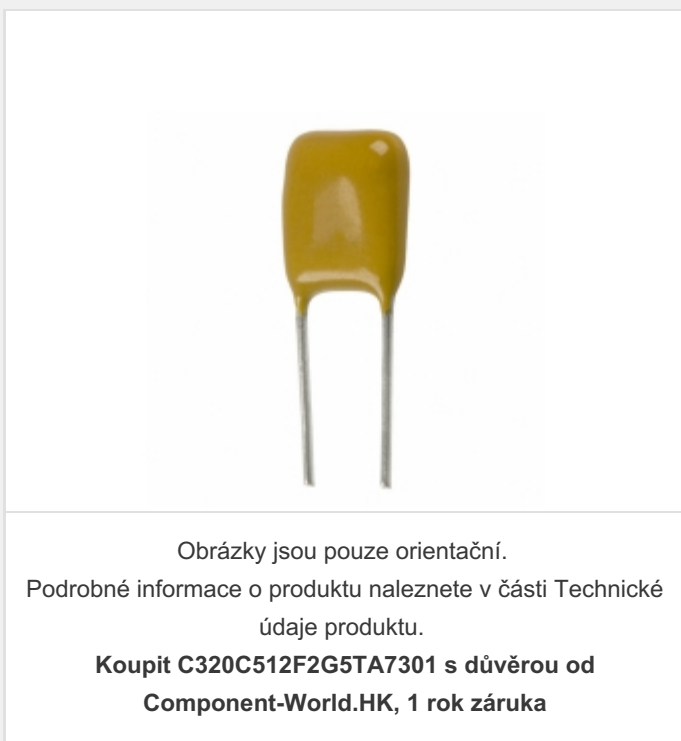 Obrázky jsou pouze orientační.
Podrobné informace o produktu naleznete v části Technické
údaje produktu.
Koupit C320C512F2G5TA7301 s důvěrou od
Component-World.HK, 1 rok záruka